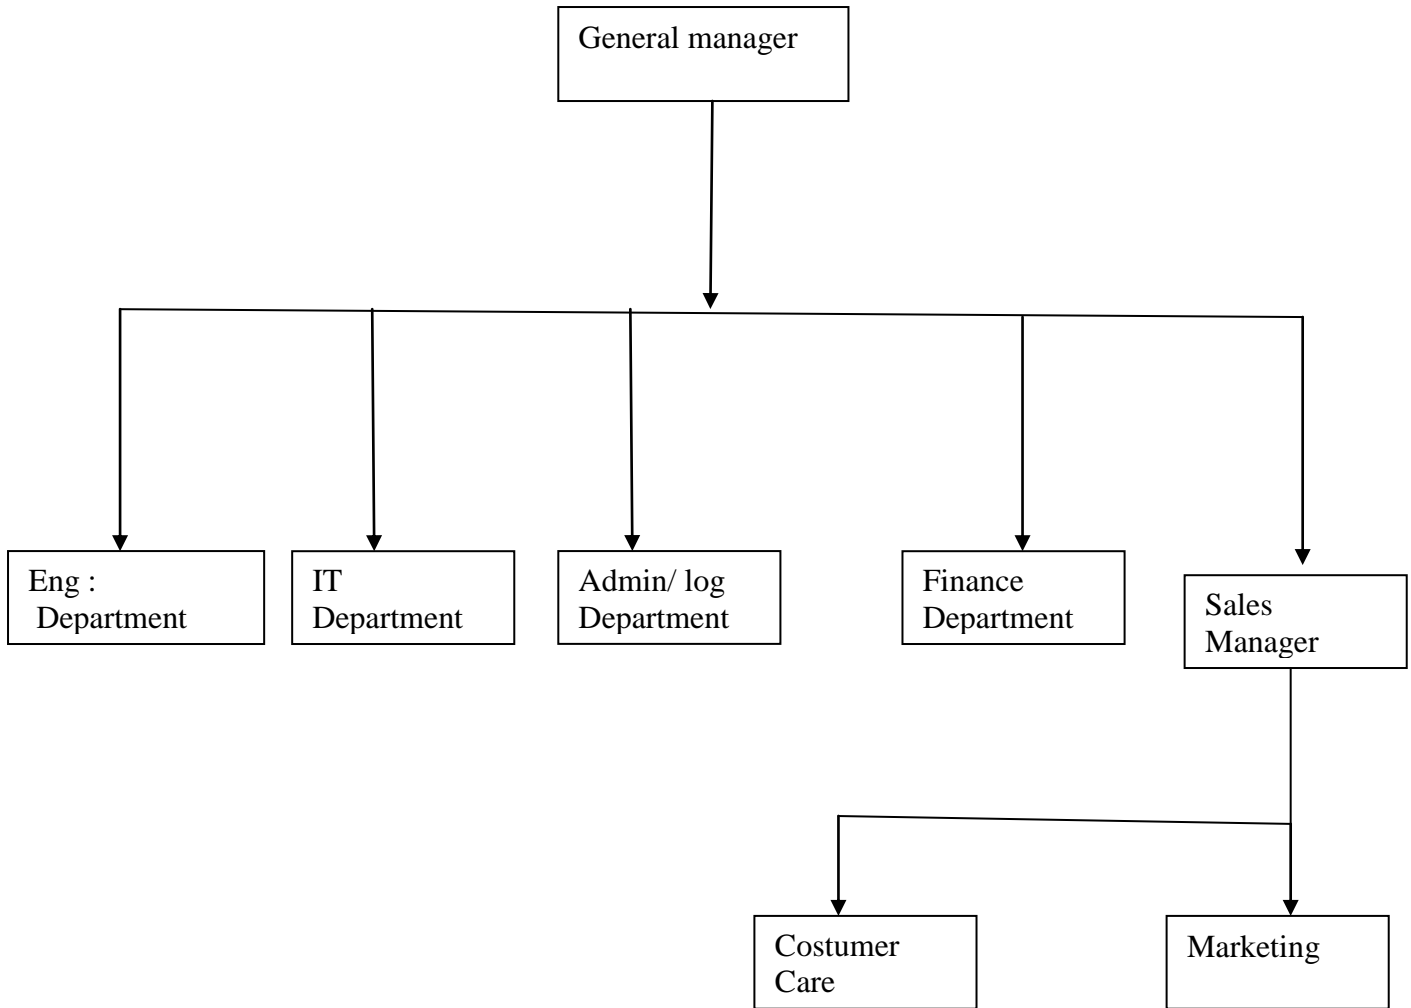 General manager
Eng :
Department
IT
Department
Admin/ log
Department
Finance
Department
Sales
Manager
Costumer
Care
Marketing